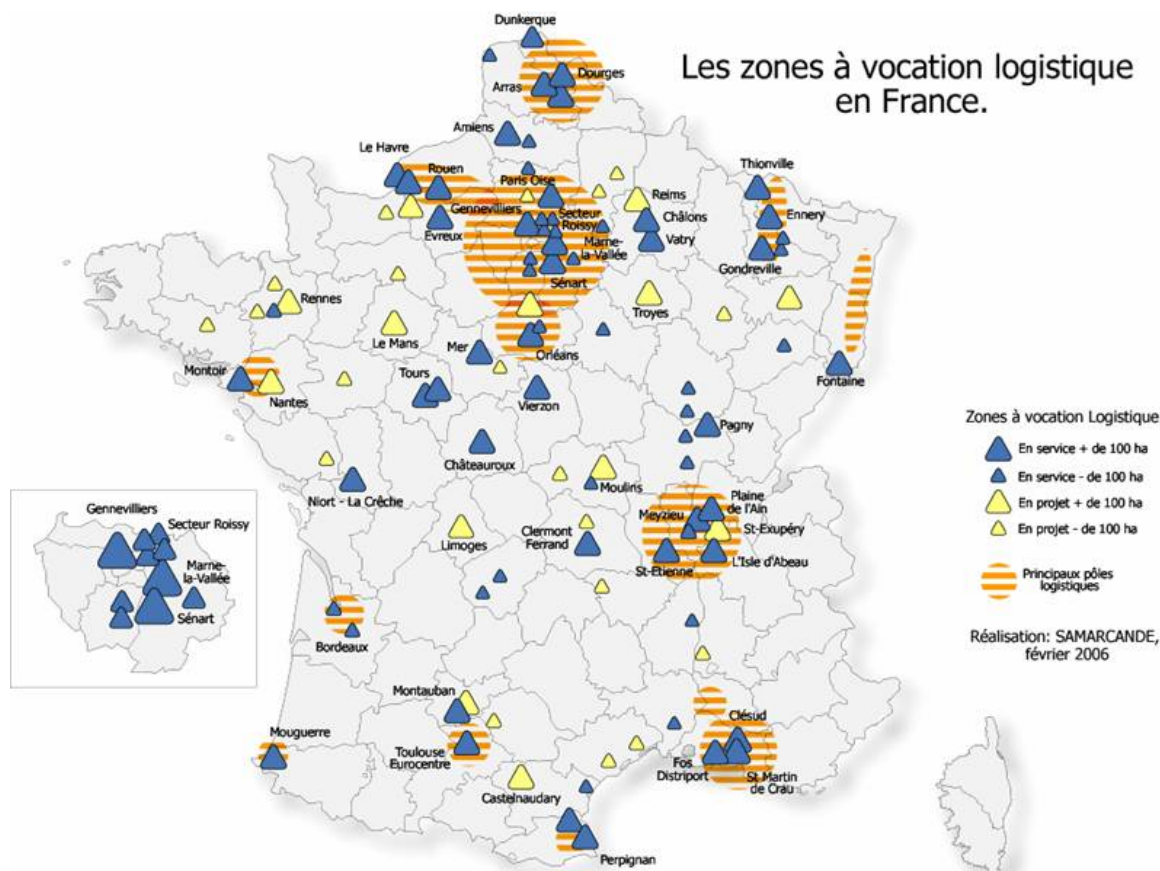 Les zones à vocation logistique
en France.
Dunkerque
Dourges
Arras
Amiens
Le Havre
Rouen
Paris Oise
Thionville
Reims
Gennevilliers
Secteur
Roissy
Châlons
Ennery
Evreux
Marne-
la-Vallée
Vatry
Gondreville
Sénart
Rennes
Troyes
Le Mans
Mer
Orléans
Montoir
Tours
Fontaine
Nantes
Vierzon
Pagny
Châteauroux
Niort - La Crêche
Moulins
Plaine
de l'Ain
Meyzieu
Clermont
Ferrand
St-Exupéry
Limoges
St-Etienne
L'Isle d'Abeau
Bordeaux
Montauban
Clésud
Mouguerre
Toulouse
Eurocentre
Fos
Distriport
St Martin
de Crau
Castelnaudary
Perpignan
Gennevilliers
Secteur Roissy
Marne-
la-Vallée
Sénart
Zones à vocation Logistique
En service + de 100 ha
En service - de 100 ha
En projet + de 100 ha
En projet - de 100 ha
Principaux pôles
logistiques
Réalisation: SAMARCANDE,
février 2006